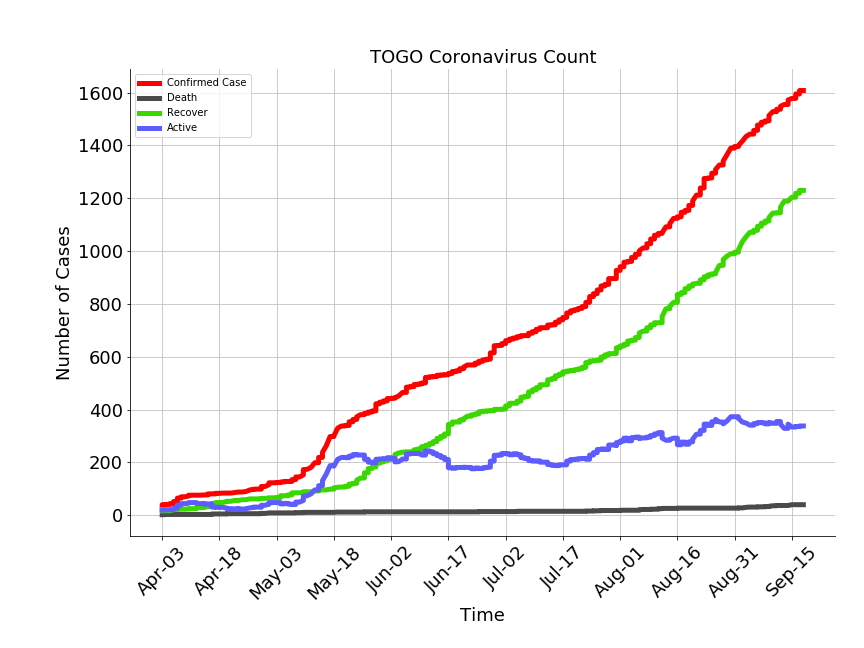 TOGO Coronavirus Count
Confirmed Case
Death
Recover
Active
Number of Cases
1600
1400
1200
1000
800
600
400
200
0
Apr-03
Apr-18
May-03
May-18
Jun-02
Jun-17
Jul-02
Jul-17
Aug-01
Aug-16
Aug-31
Sep-15
Time